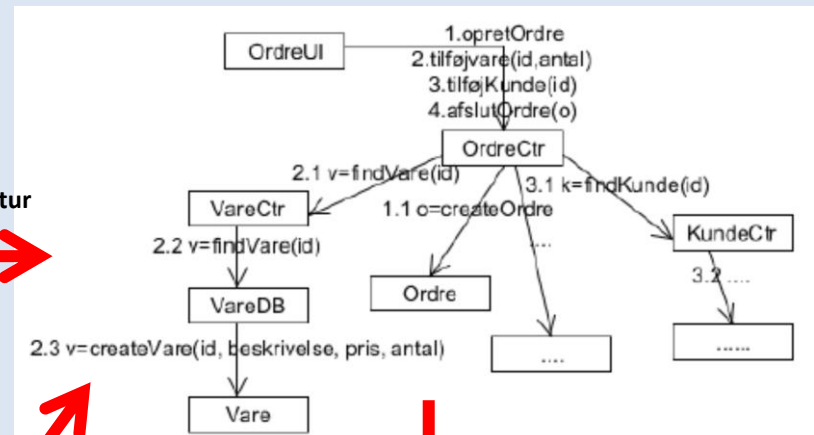 1.opretOrdre
OrdreUI
2.tilføjvare(id,antal)
3.tilføjKunde(id)
4.afslutOrdre(o)
OrdreCtr
2.1 v=findVare(id)
3.1 k=findKunde(id)
tur
VareCtr
1.1 o=createOrdre
KundeCtr
2.2 v=findVare(id)
....
3.2 ....
VareDB
Ordre
2.3 v=createVare(id, beskrivelse, pris, antal)
....
......
Vare